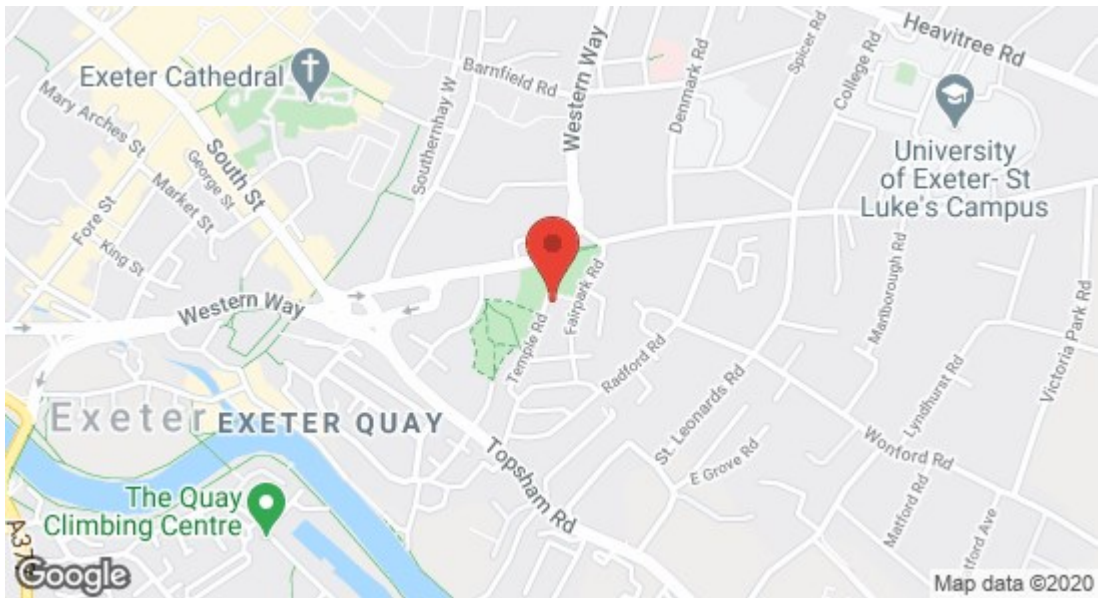 Heavitree Rd
Spicer Rd
College Rd
Denmark Rd
Western Way
Barnfield Rd
Exeter Cathedral
Southernhay W
Mary Arches St
George St
Market St
South St
Fore St
King St
University
of Exeter- St
Luke's Campus
Marlborough Rd
Victoria Park Rd
Western Way
Temple Rd
Fairpark Rd
Radford Rd
St. Leonards Rd
Lyndhurst Rd
E Grove Rd
Wonford Rd
Matford Rd
Exeter
EXETER QUAY
Topsham Rd
The Quay
Climbing Centre
Google
Map data ©2020